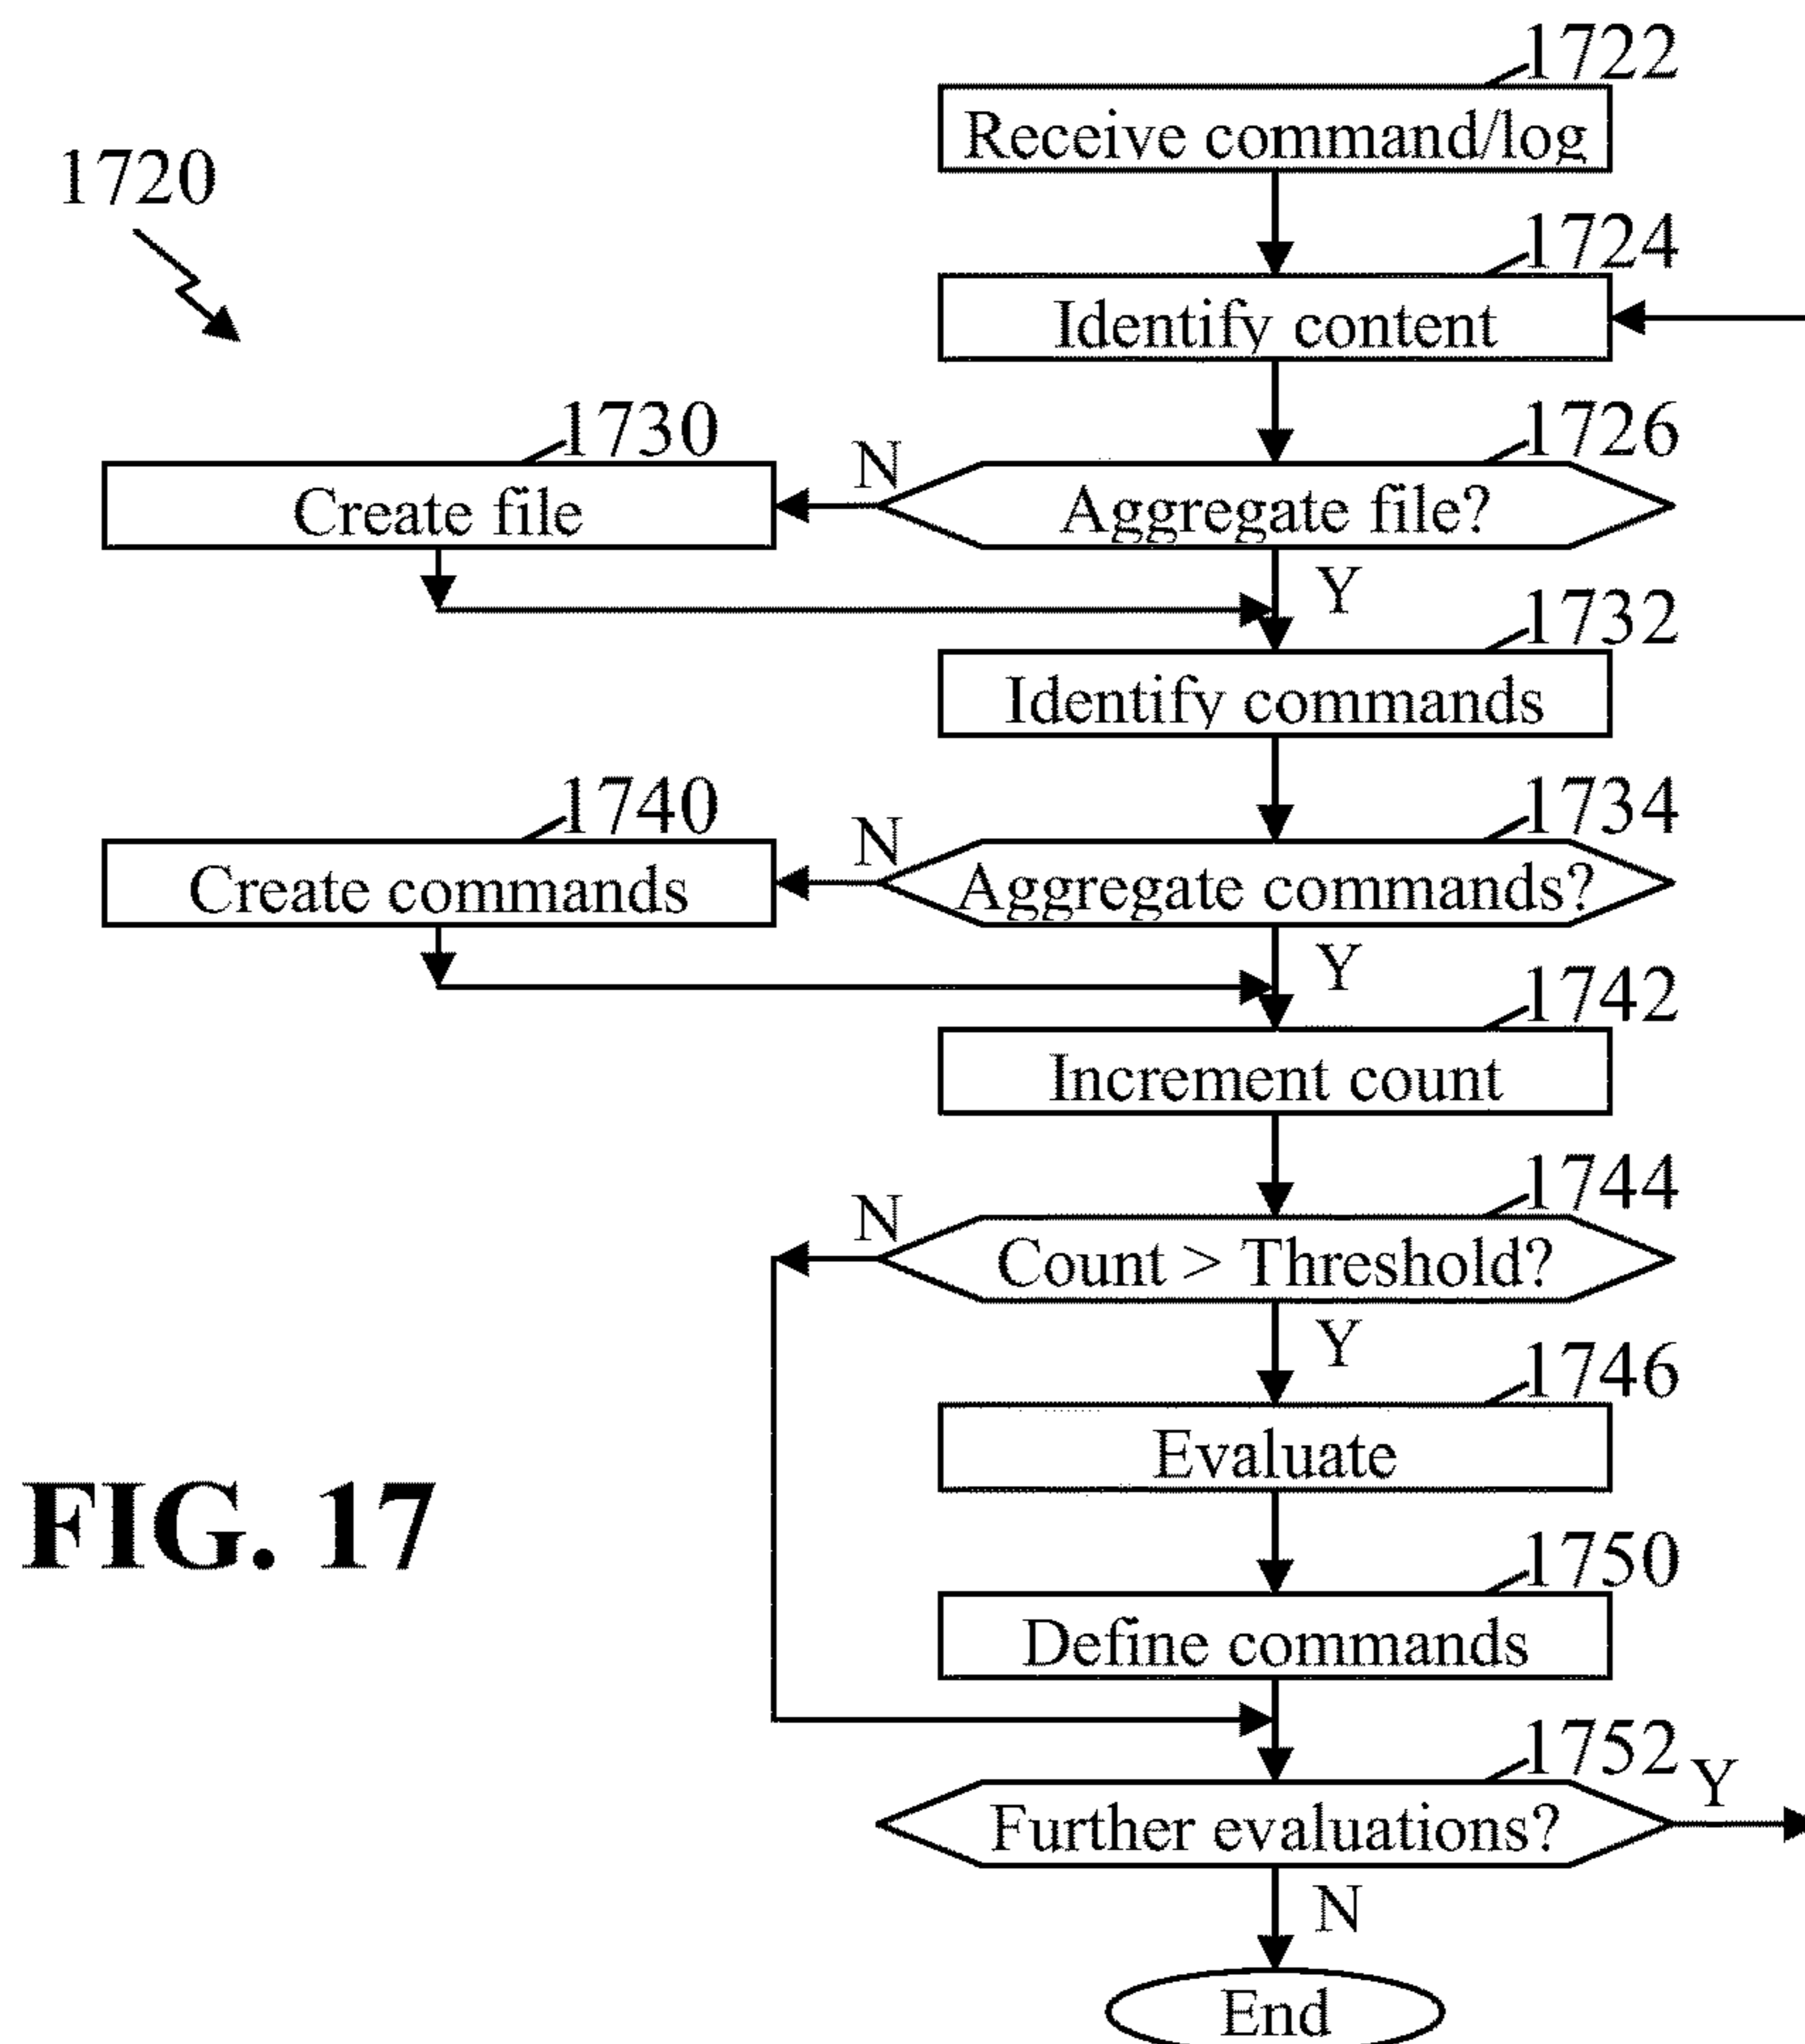 1722
Receive command/log
1720
1724
Identify content
1730
N
1726
Create file
Aggregate file?
Y
1732
Identify commands
1740
N
1734
Create commands
Aggregate commands?
Y
1742
Increment count
1744
N
Count > Threshold?
Y
1746
Evaluate
FIG. 17
1750
Define commands
1752
Y
Further evaluations?
N
End